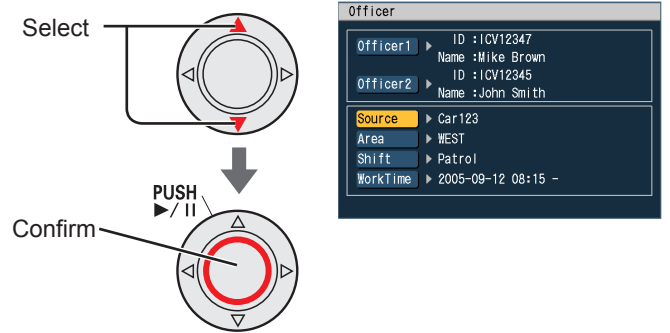 Select
PUSH
▶/II
Confirm
Officer
Officer1 ▶ ID :ICV12347
Name :Mike Brown
Officer2 ▶ ID :ICV12345
Name :John Smith
Source ▶ Car123
Area ▶ WEST
Shift ▶ Patrol
WorkTime ▶ 2005-09-12 08:15 -